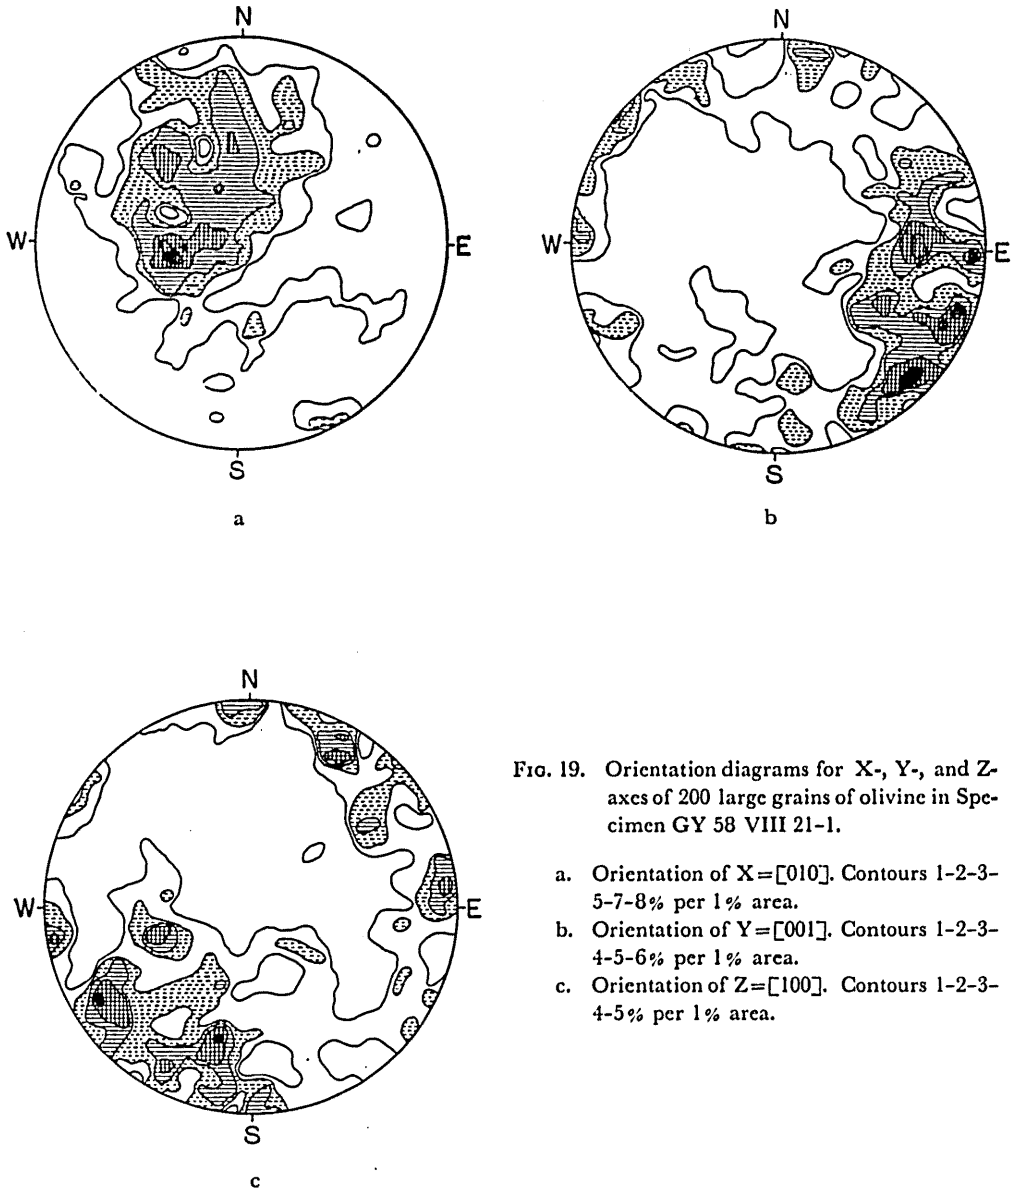 N
N
W
E
W
E
S
S
a
b
N
W
E
S
c
FIG. 19. Orientation diagrams for X-, Y-, and Z-
axes of 200 large grains of olivine in Spe-
cimen GY 58 VIII 21-1.
a. Orientation of X=[010]. Contours 1-2-3-
5-7-8% per 1% area.
b. Orientation of Y=[001]. Contours 1-2-3-
4-5-6% per 1% area.
c. Orientation of Z=[100]. Contours 1-2-3-
4-5% per 1% area.